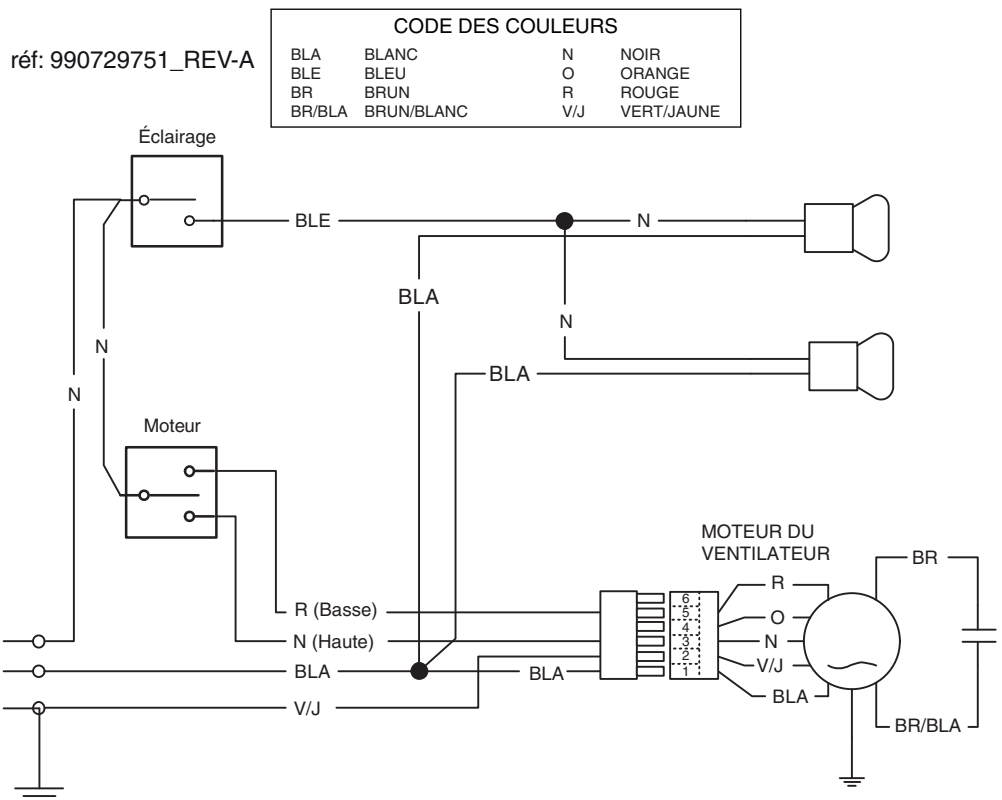 CODE DES COULEURS
réf: 990729751_REV-A
BLA BLANC N NOIR
BLE BLEU O ORANGE
BR BRUN R ROUGE
BR/BLA BRUN/BLANC V/J VERT/JAUNE
Éclairage
BLE
N
BLA
N
N
BLA
N
Moteur
MOTEUR DU
VENTILATEUR
BR
R
6
R (Basse)
5
O
4
N (Haute)
3
N
2
V/J
BLA
BLA
1
BLA
V/J
BR/BLA